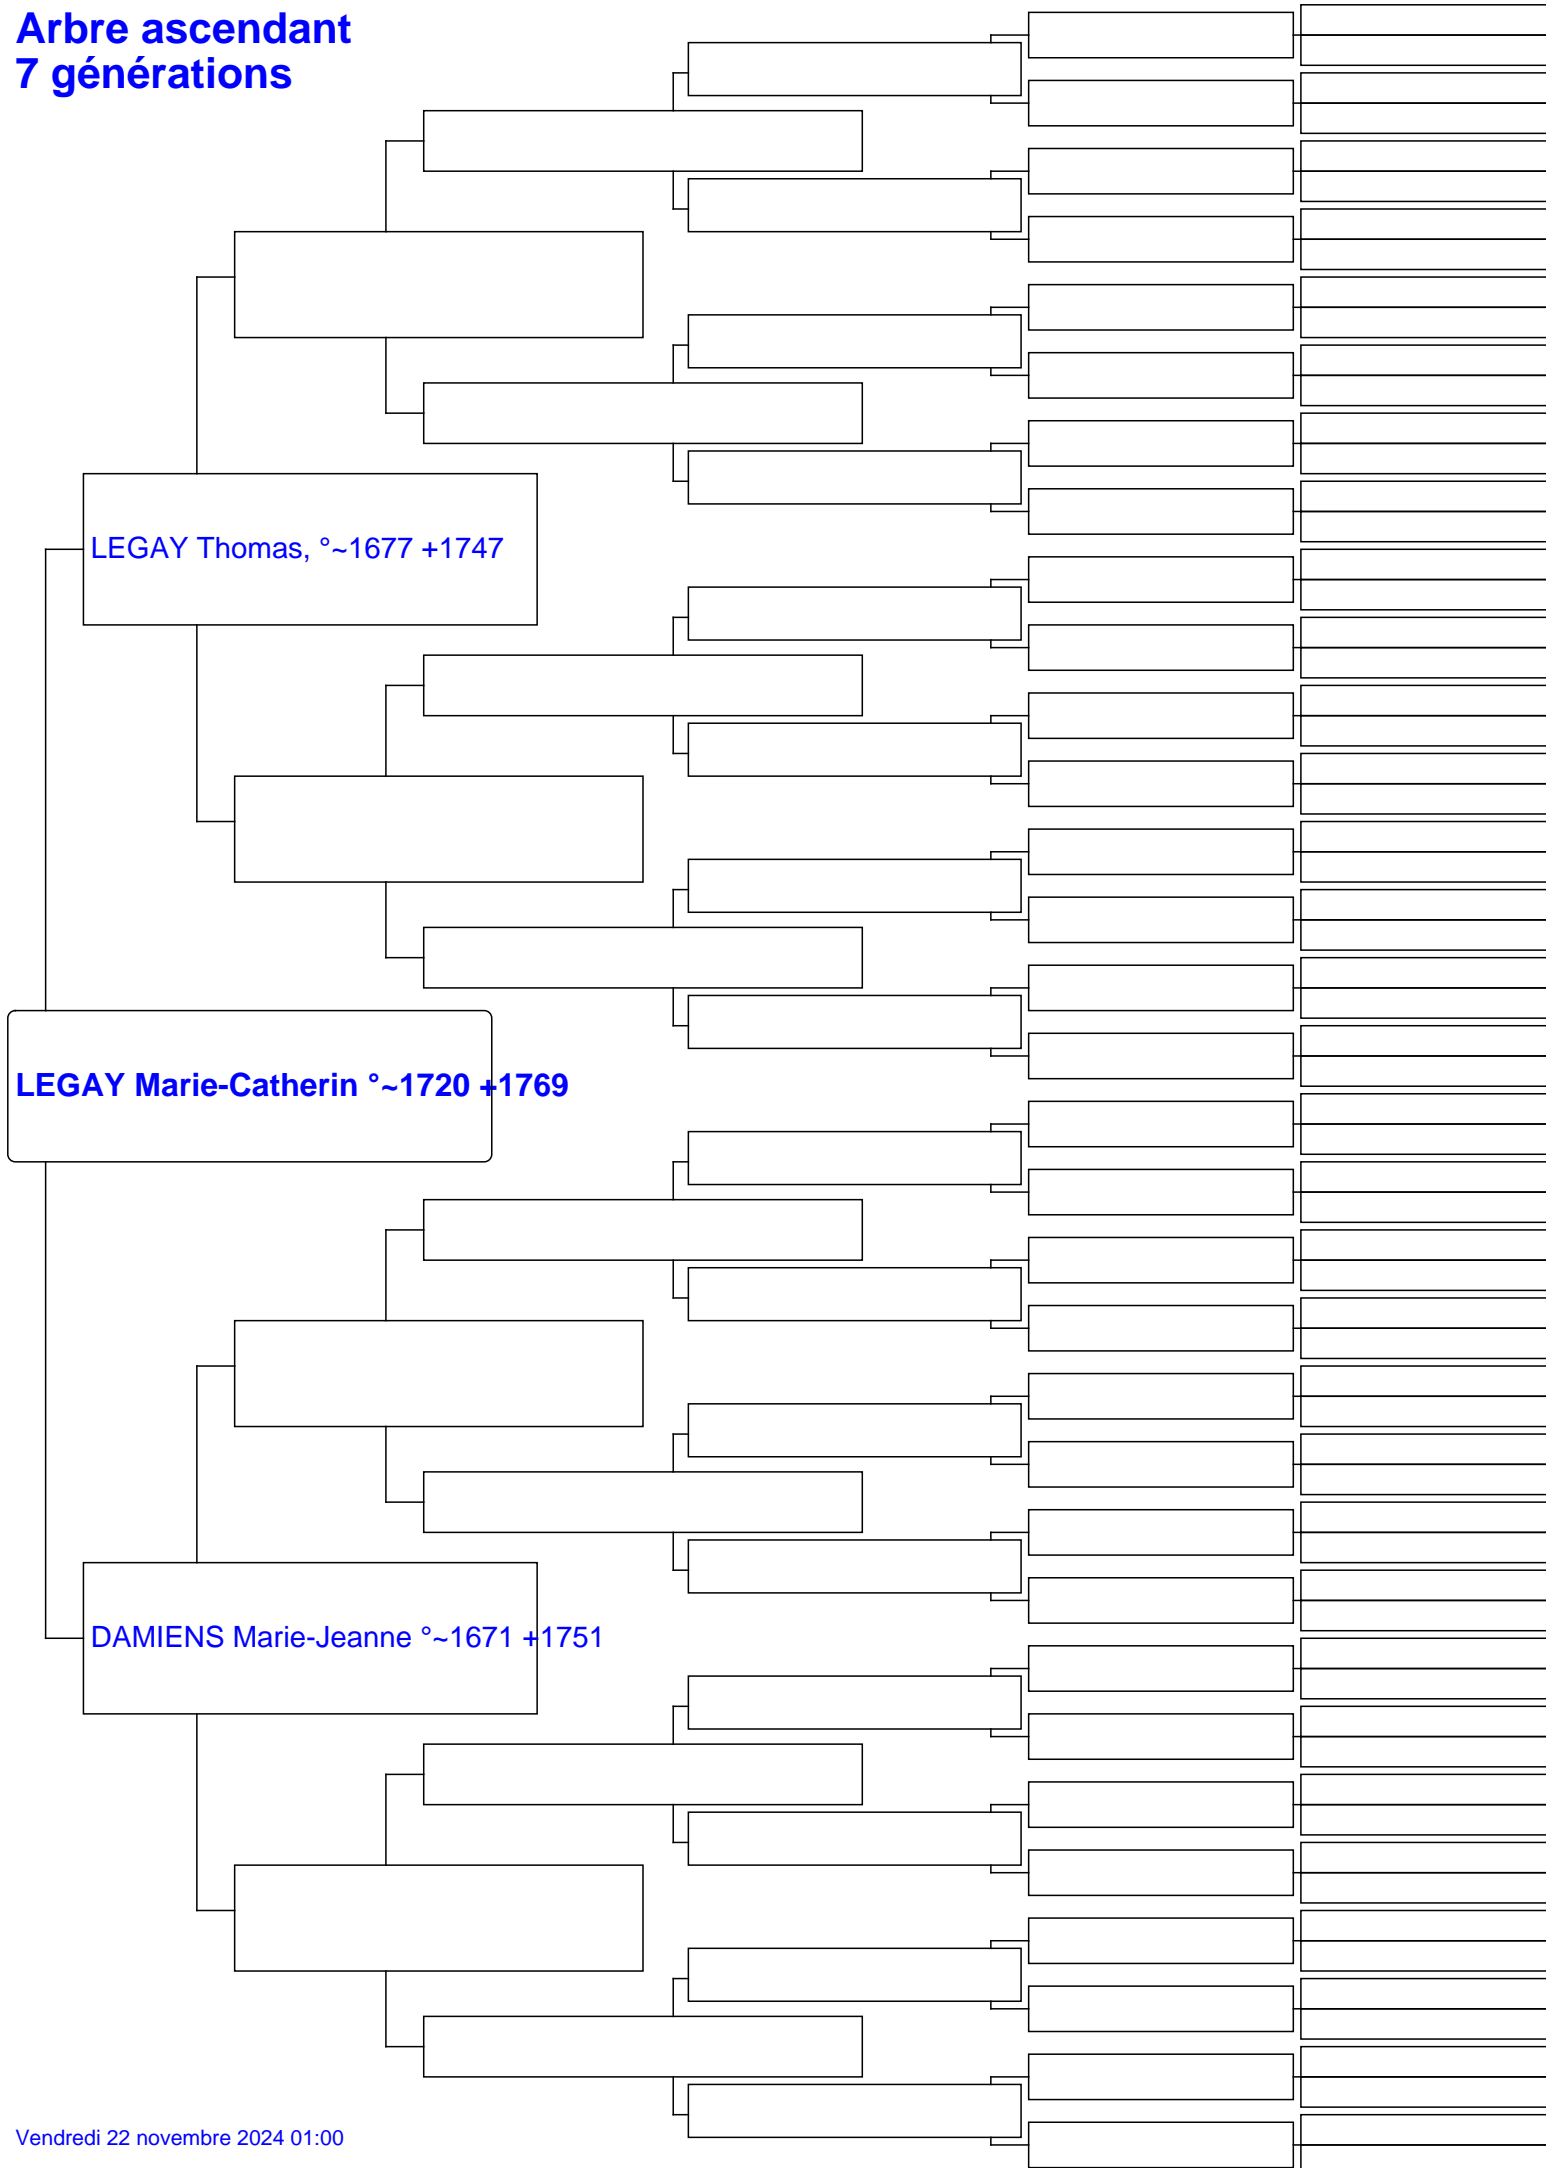 Arbre ascendant
7 générations
LEGAY Thomas, °~1677 +1747
LEGAY Marie-Catherin °~1720 +1769
DAMIENS Marie-Jeanne °~1671 +1751
Vendredi 22 novembre 2024 01:00